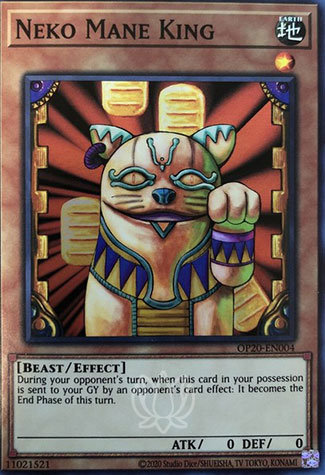 NEKO MANE KING
EARTH
地
OP20-EN004
[BEAST/EFFECT]
During your opponent's turn, when this card in your possession
is sent to your GY by an opponent's card effect: It becomes
the End Phase of this turn.
ATK/ 0 DEF/ 0
1021521
©2020 Studio Dice/SHUEISHA, TV TOKYO, KONAMI